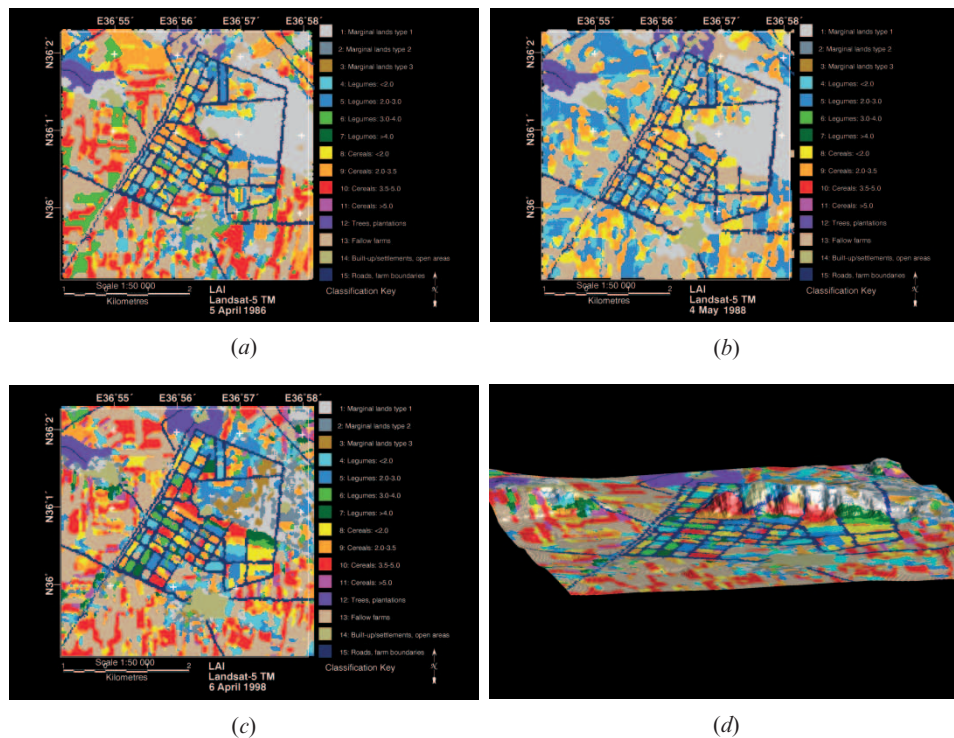 E36°55 E36°56 E36°57 E36°58
N36°2
N36°1
N36°
1: Marginal lands type 1
2: Marginal lands type 2
3: Marginal lands type 3
4: Legumes: <2.0
5: Legumes: 2.0-3.0
6: Legumes: 3.0-4.0
7: Legumes: >4.0
8: Cereals: <2.0
9: Cereals: 2.0-3.5
10: Cereals: 3.5-5.0
11: Cereals: >5.0
12: Trees, plantations
13: Fallow farms
14: Built-up/settlements, open areas
15: Roads, farm boundaries
Classification Key
N
Scale 1:50 000
1 0 1 2
Kilometres
LAI
Landsat-5 TM
5 April 1986
(a)
E36°55 E36°56 E36°57 E36°58
N36°2
N36°1
N36°
1: Marginal lands type 1
2: Marginal lands type 2
3: Marginal lands type 3
4: Legumes: <2.0
5: Legumes: 2.0-3.0
6: Legumes: 3.0-4.0
7: Legumes: >4.0
8: Cereals: <2.0
9: Cereals: 2.0-3.5
10: Cereals: 3.5-5.0
11: Cereals: >5.0
12: Trees, plantations
13: Fallow farms
14: Built-up/settlements, open areas
15: Roads, farm boundaries
Classification Key
N
Scale 1:50 000
1 0 1 2
Kilometres
LAI
Landsat-5 TM
4 May 1988
(b)
E36°55 E36°56 E36°57 E36°58
N36°2
N36°1
N36°
1: Marginal lands type 1
2: Marginal lands type 2
3: Marginal lands type 3
4: Legumes: <2.0
5: Legumes: 2.0-3.0
6: Legumes: 3.0-4.0
7: Legumes: >4.0
8: Cereals: <2.0
9: Cereals: 2.0-3.5
10: Cereals: 3.5-5.0
11: Cereals: >5.0
12: Trees, plantations
13: Fallow farms
14: Built-up/settlements, open areas
15: Roads, farm boundaries
Classification Key
N
Scale 1:50 000
1 0 1 2
Kilometres
LAI
Landsat-5 TM
6 April 1998
(c)
(d)